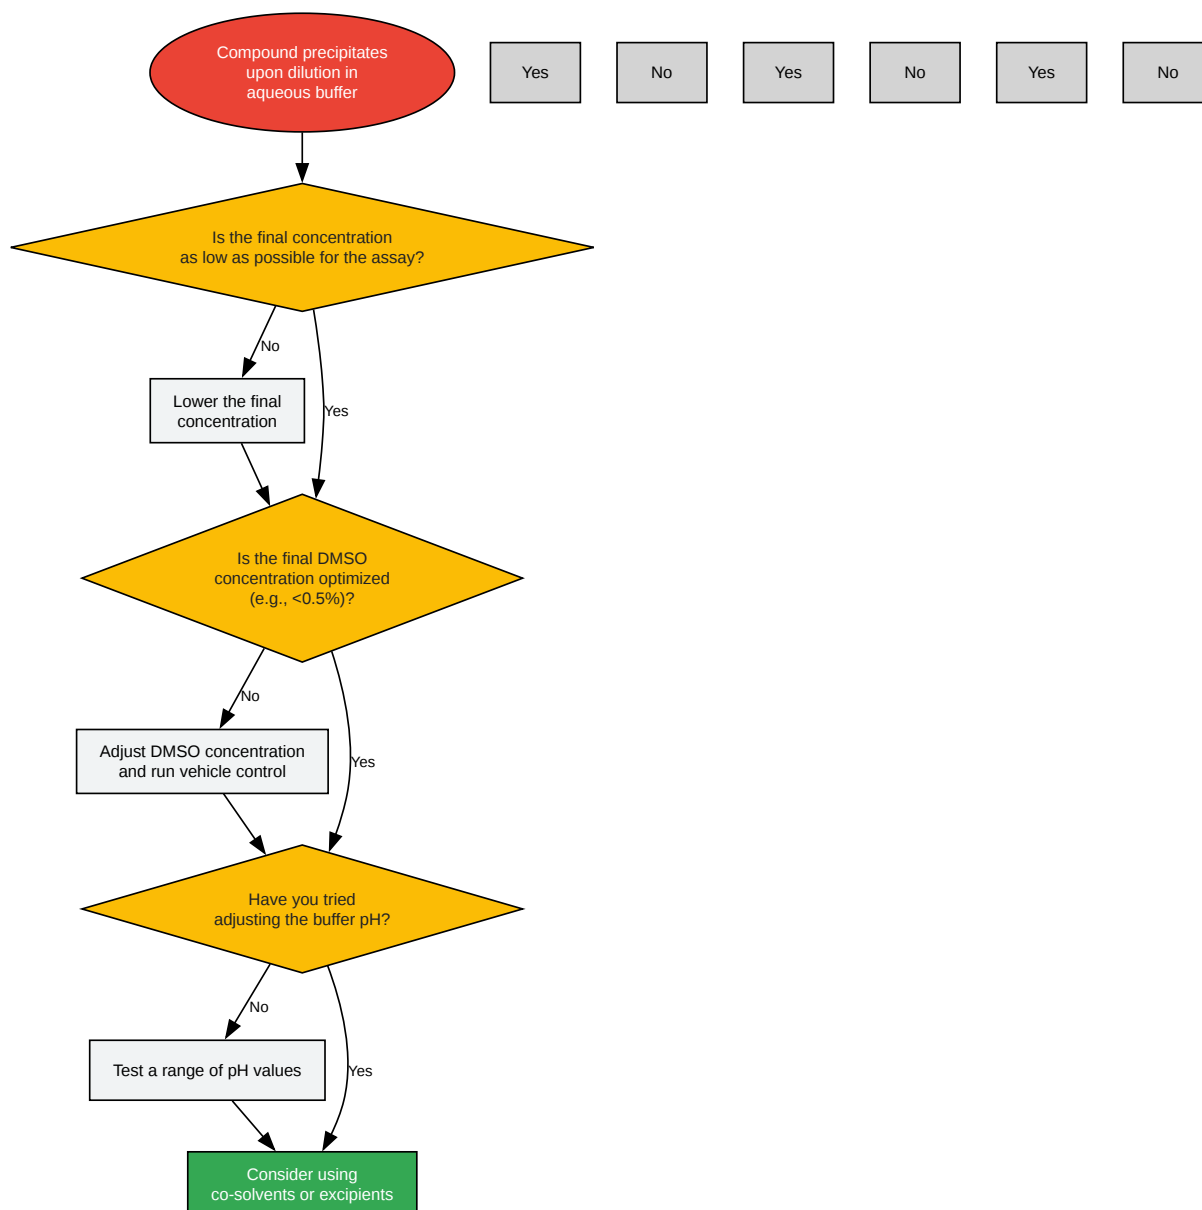 Compound precipitates
upon dilution in
aqueous buffer
Yes
No
Yes
No
Yes
No
Is the final concentration
as low as possible for the assay?
No
Yes
Lower the final
concentration
Is the final DMSO
concentration optimized
(e.g., <0.5%)?
No
Yes
Adjust DMSO concentration
and run vehicle control
Have you tried
adjusting the buffer pH?
No
Yes
Test a range of pH values
Consider using
co-solvents or excipients